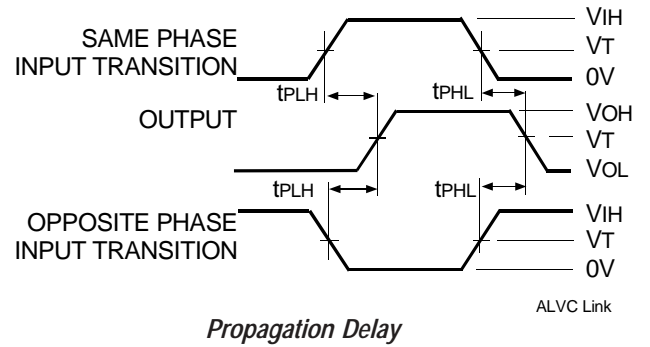 SAME PHASE
INPUT TRANSITION
VIH
VT
0V
tPLH
tPHL
OUTPUT
VOH
VT
VOL
tPLH
tPHL
OPPOSITE PHASE
INPUT TRANSITION
VIH
VT
0V
ALVC Link
Propagation Delay